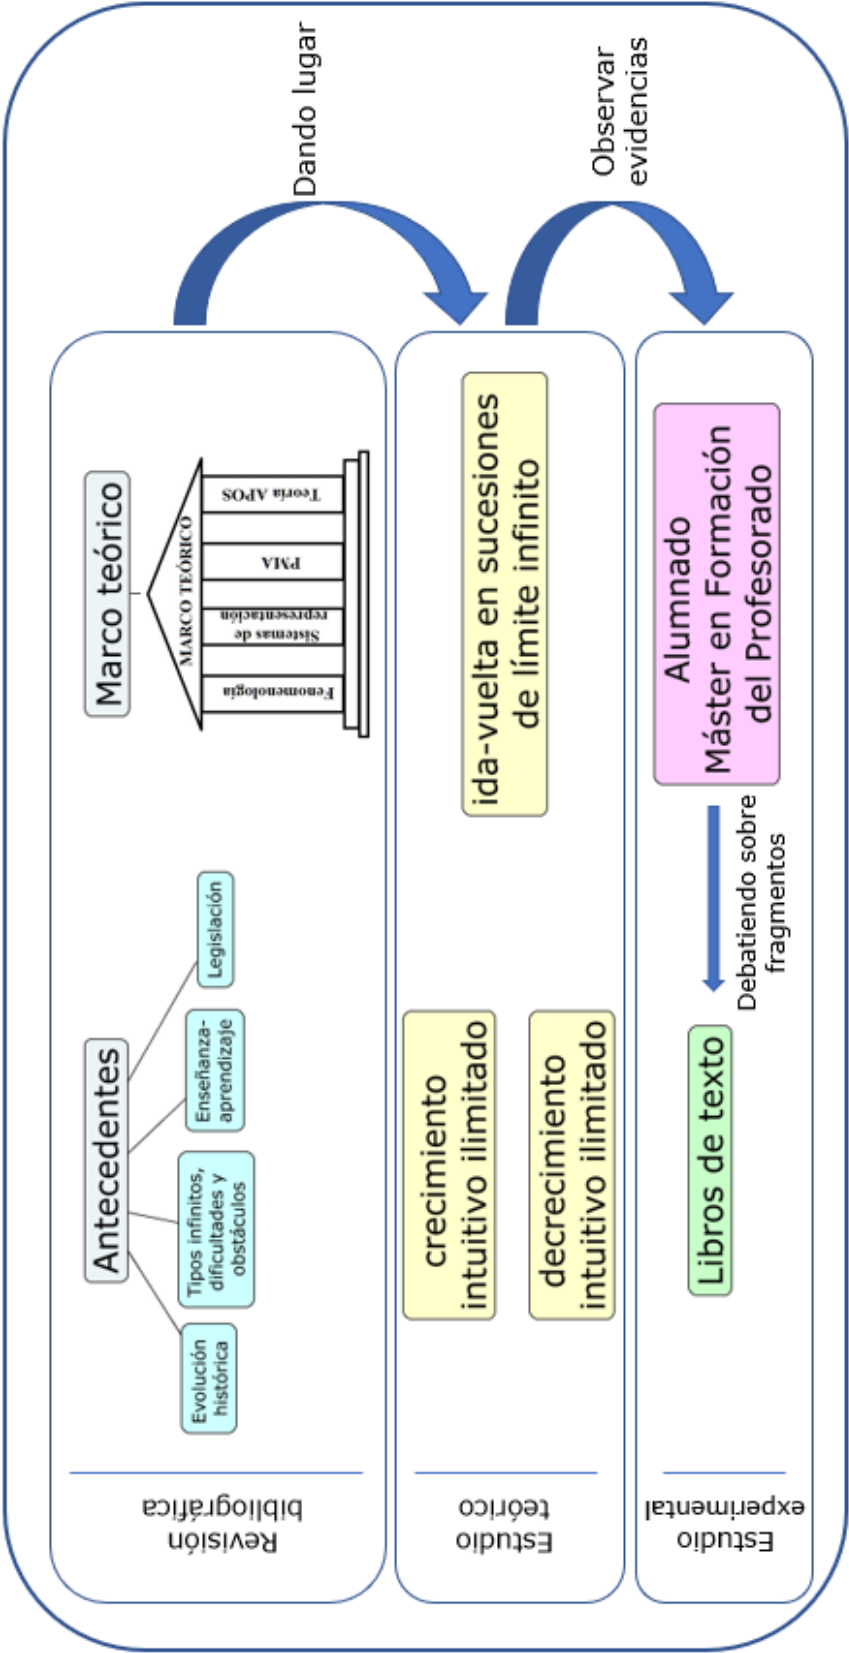 Revisión
bibliográfica
Antecedentes
Evolución
histórica
Tipos infinitos,
dificultades y
obstáculos
Enseñanza-
aprendizaje
Legislación
Marco teórico
MARCO TEÓRICO
Fenomenología
Sistemas de
representación
PMA
Teoría APOS
Dando lugar
Estudio
teórico
crecimiento
intuitivo ilimitado
decrecimiento
intuitivo ilimitado
ida-vuelta en sucesiones
de límite infinito
Observar
evidencias
Estudio
experimental
Libros de texto
Debatiendo sobre
fragmentos
Alumnado
Máster en Formación
del Profesorado